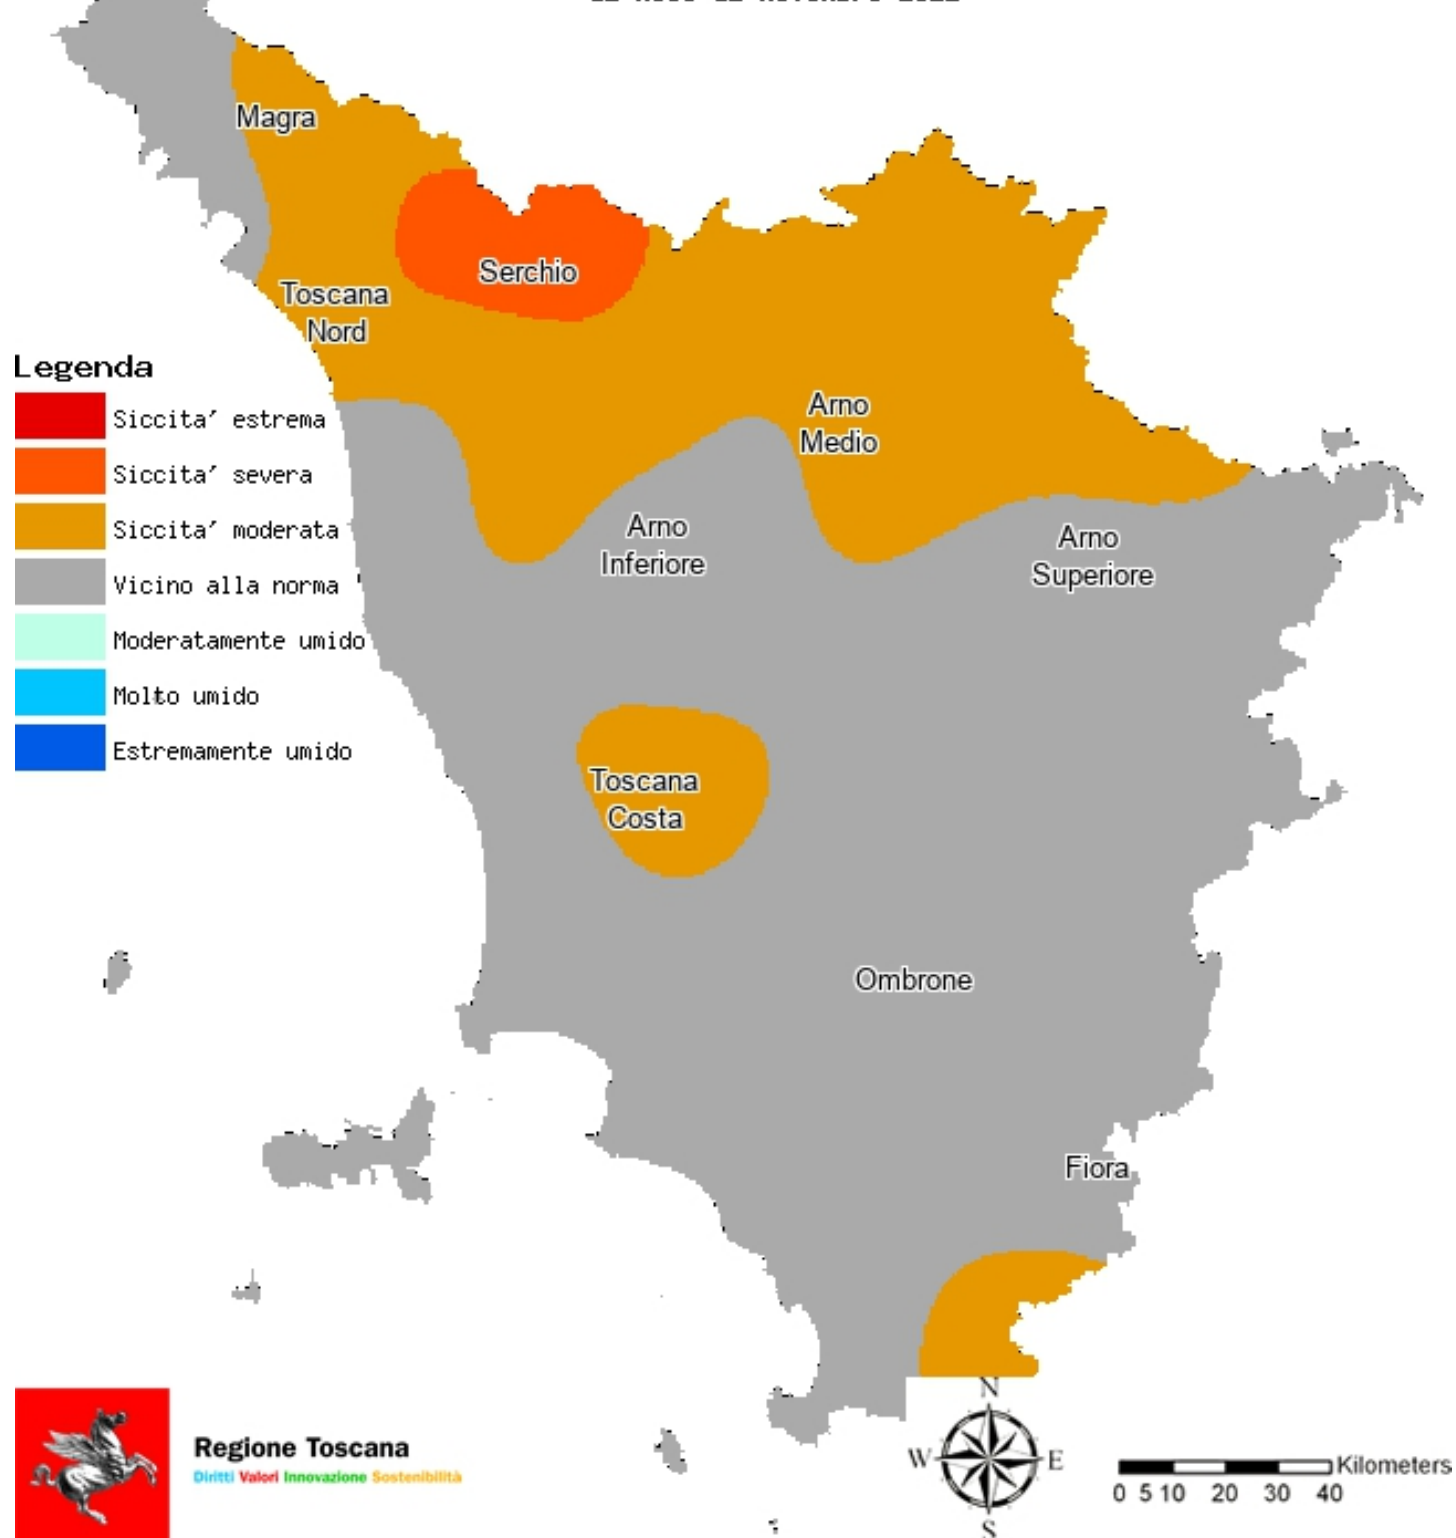 Magra
Serchio
Toscana
Nord
Legenda
Siccita' estrema
Siccita' severa
Siccita' moderata
Vicino alla norma
Moderatamente umido
Molto umido
Estremamente umido
Arno
Medio
Arno
Inferiore
Arno
Superiore
Toscana
Costa
Ombrone
Fiora
N
W E
S
Kilometers
0 5 10 20 30 40
Regione Toscana
Diritti Valori Innovazione Sostenibilità